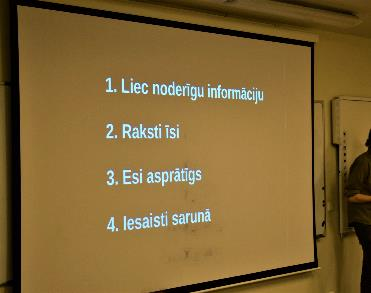 1. Liec noderīgu informāciju
2. Raksti īsi
3. Esi asprātīgs
4. Iesaisti sarunā